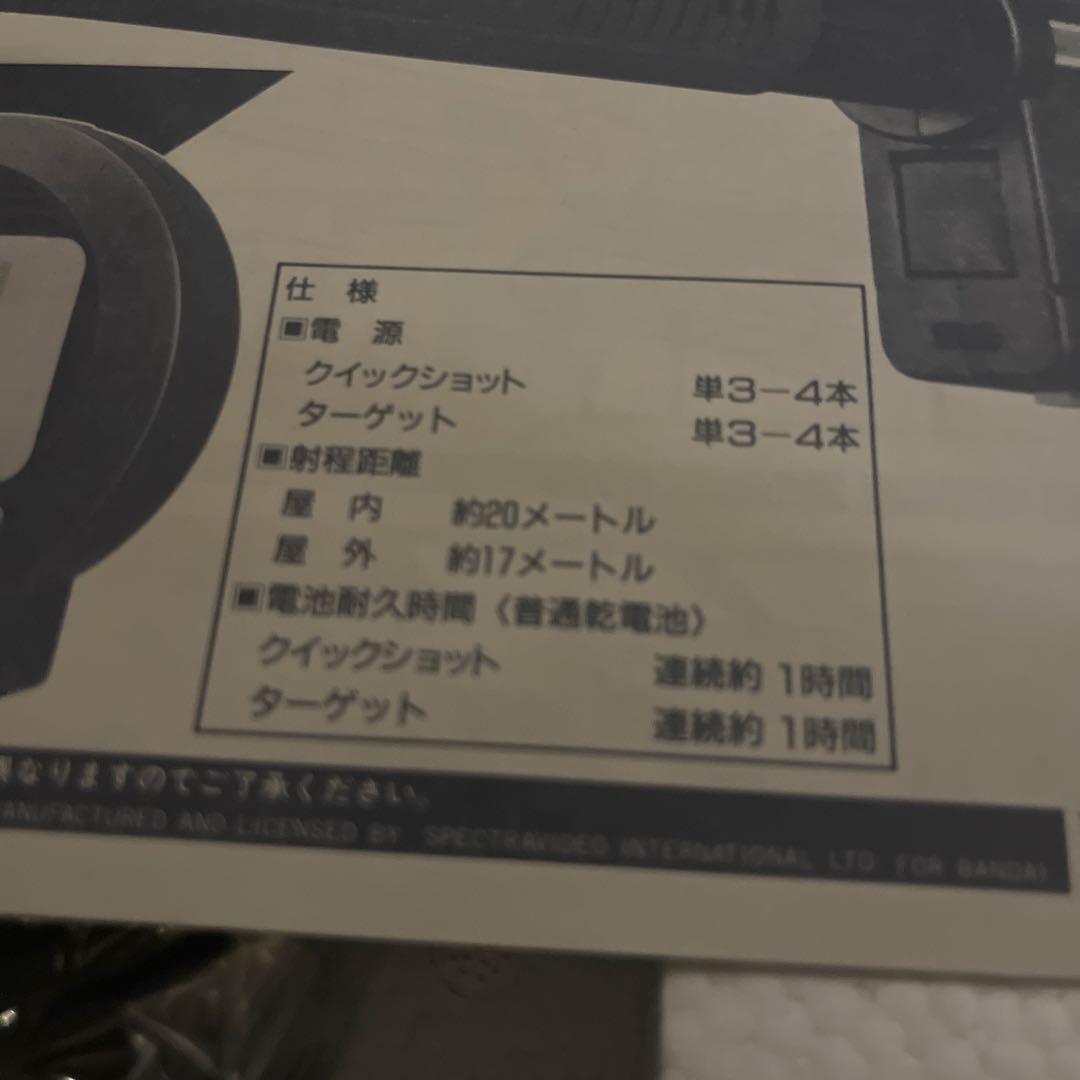 仕 様
▣電 源
クイックショット 単3−4本
ターゲット 単3−4本
▣射程距離
屋 内 約20メートル
屋 外 約17メートル
▣電池耐久時間〈普通乾電池〉
クイックショット 連続約 1時間
ターゲット 連続約 1時間
異なりますのでご了承ください。
MANUFACTURED AND LICENSED BY SPECTRAVIDEO INTERNATIONAL LTD FOR BANDAI